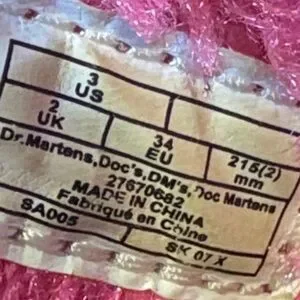 3
US
2
UK
34
EU
215(2)
mm
Dr.Martens,Doc's,DM's,Doc Martens
27670682
MADE IN CHINA
Fabriqué en Chine
SA005
SK 07 X